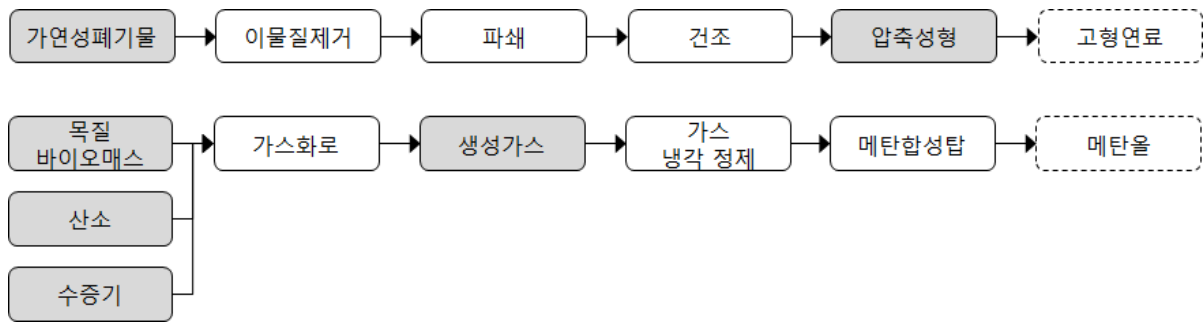 가연성폐기물
이물질제거
파쇄
건조
압축성형
고형연료
목질
바이오매스
가스화로
생성가스
가스
냉각 정제
메탄합성탑
메탄올
산소
수증기